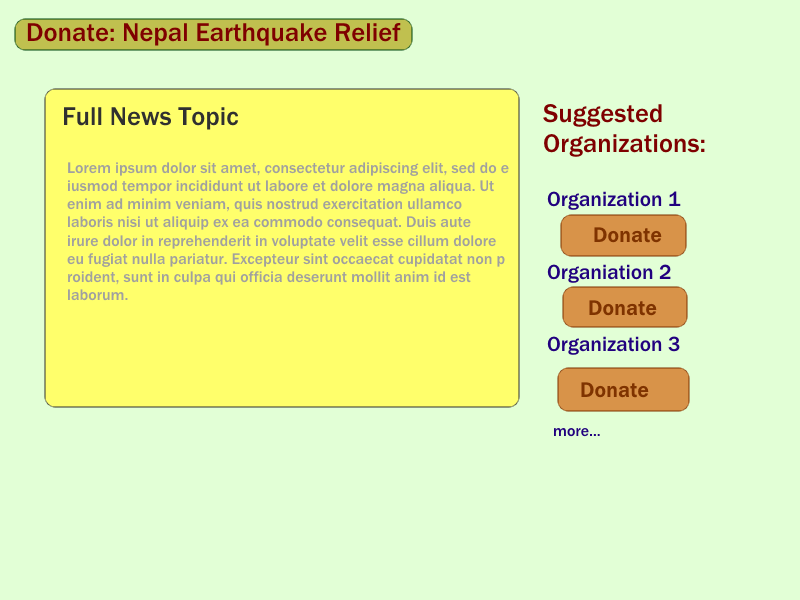 Donate: Nepal Earthquake Relief
Full News Topic
Lorem ipsum dolor sit amet, consectetur adipiscing elit, sed do e
iusmod tempor incididunt ut labore et dolore magna aliqua. Ut
enim ad minim veniam, quis nostrud exercitation ullamco
laboris nisi ut aliquip ex ea commodo consequat. Duis aute
irure dolor in reprehenderit in voluptate velit esse cillum dolore
eu fugiat nulla pariatur. Excepteur sint occaecat cupidatat non p
roident, sunt in culpa qui officia deserunt mollit anim id est
laborum.
Suggested
Organizations:
Organization 1
Donate
Organiation 2
Donate
Organization 3
Donate
more...